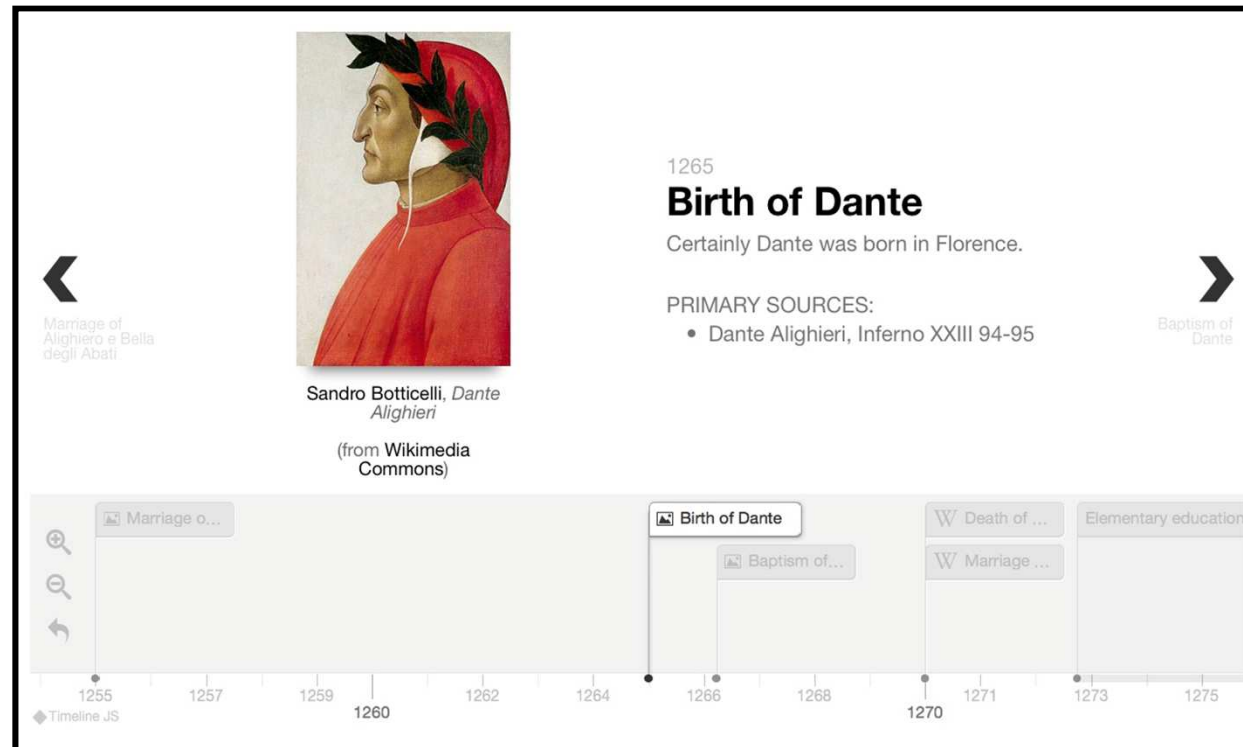 1265
Birth of Dante
Certainly Dante was born in Florence.
PRIMARY SOURCES:
• Dante Alighieri, Inferno XXIII 94-95
Marriage of
Alighiero e Bella
degli Abati
Baptism of
Dante
Sandro Botticelli, Dante
Alighieri
(from Wikimedia
Commons)
Marriage o...
Birth of Dante
W Death of ...
Elementary education
Baptism of...
W Marriage ...
1255 1257 1259 1260 1262 1264 1266 1268 1270 1271 1273 1275
Timeline JS